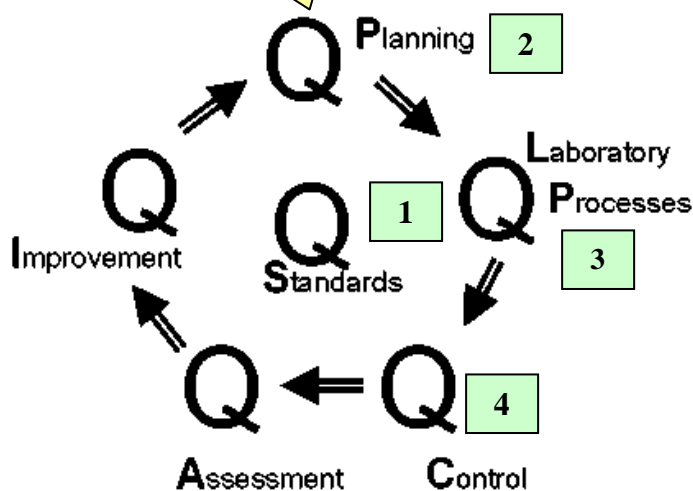 Q Planning 2
Q Laboratory Processes 3
Q Standards 1
Q Control 4
Q Assessment
Q Improvement